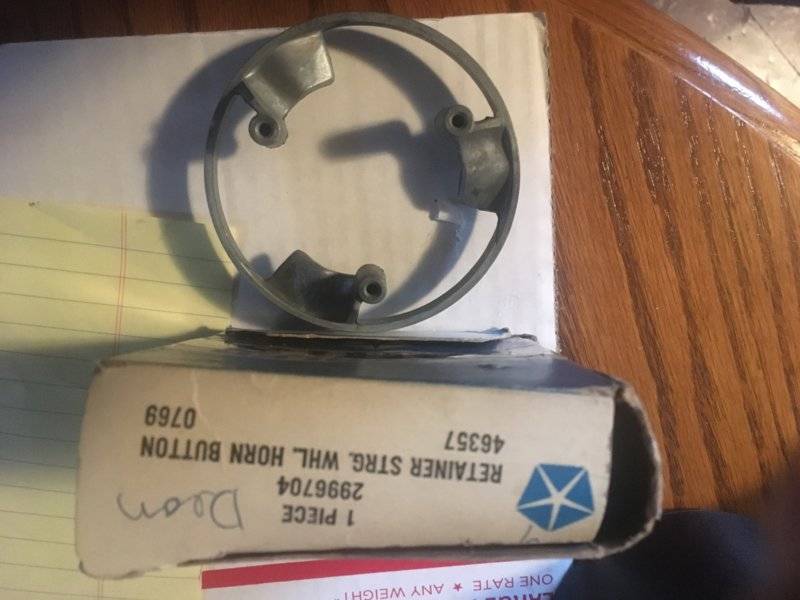 1 PIECE
2996704
RETAINER STRG. WHL. HORN BUTTON
46357 0769
Dean
ONE RATE ★ ANY WEIGHT